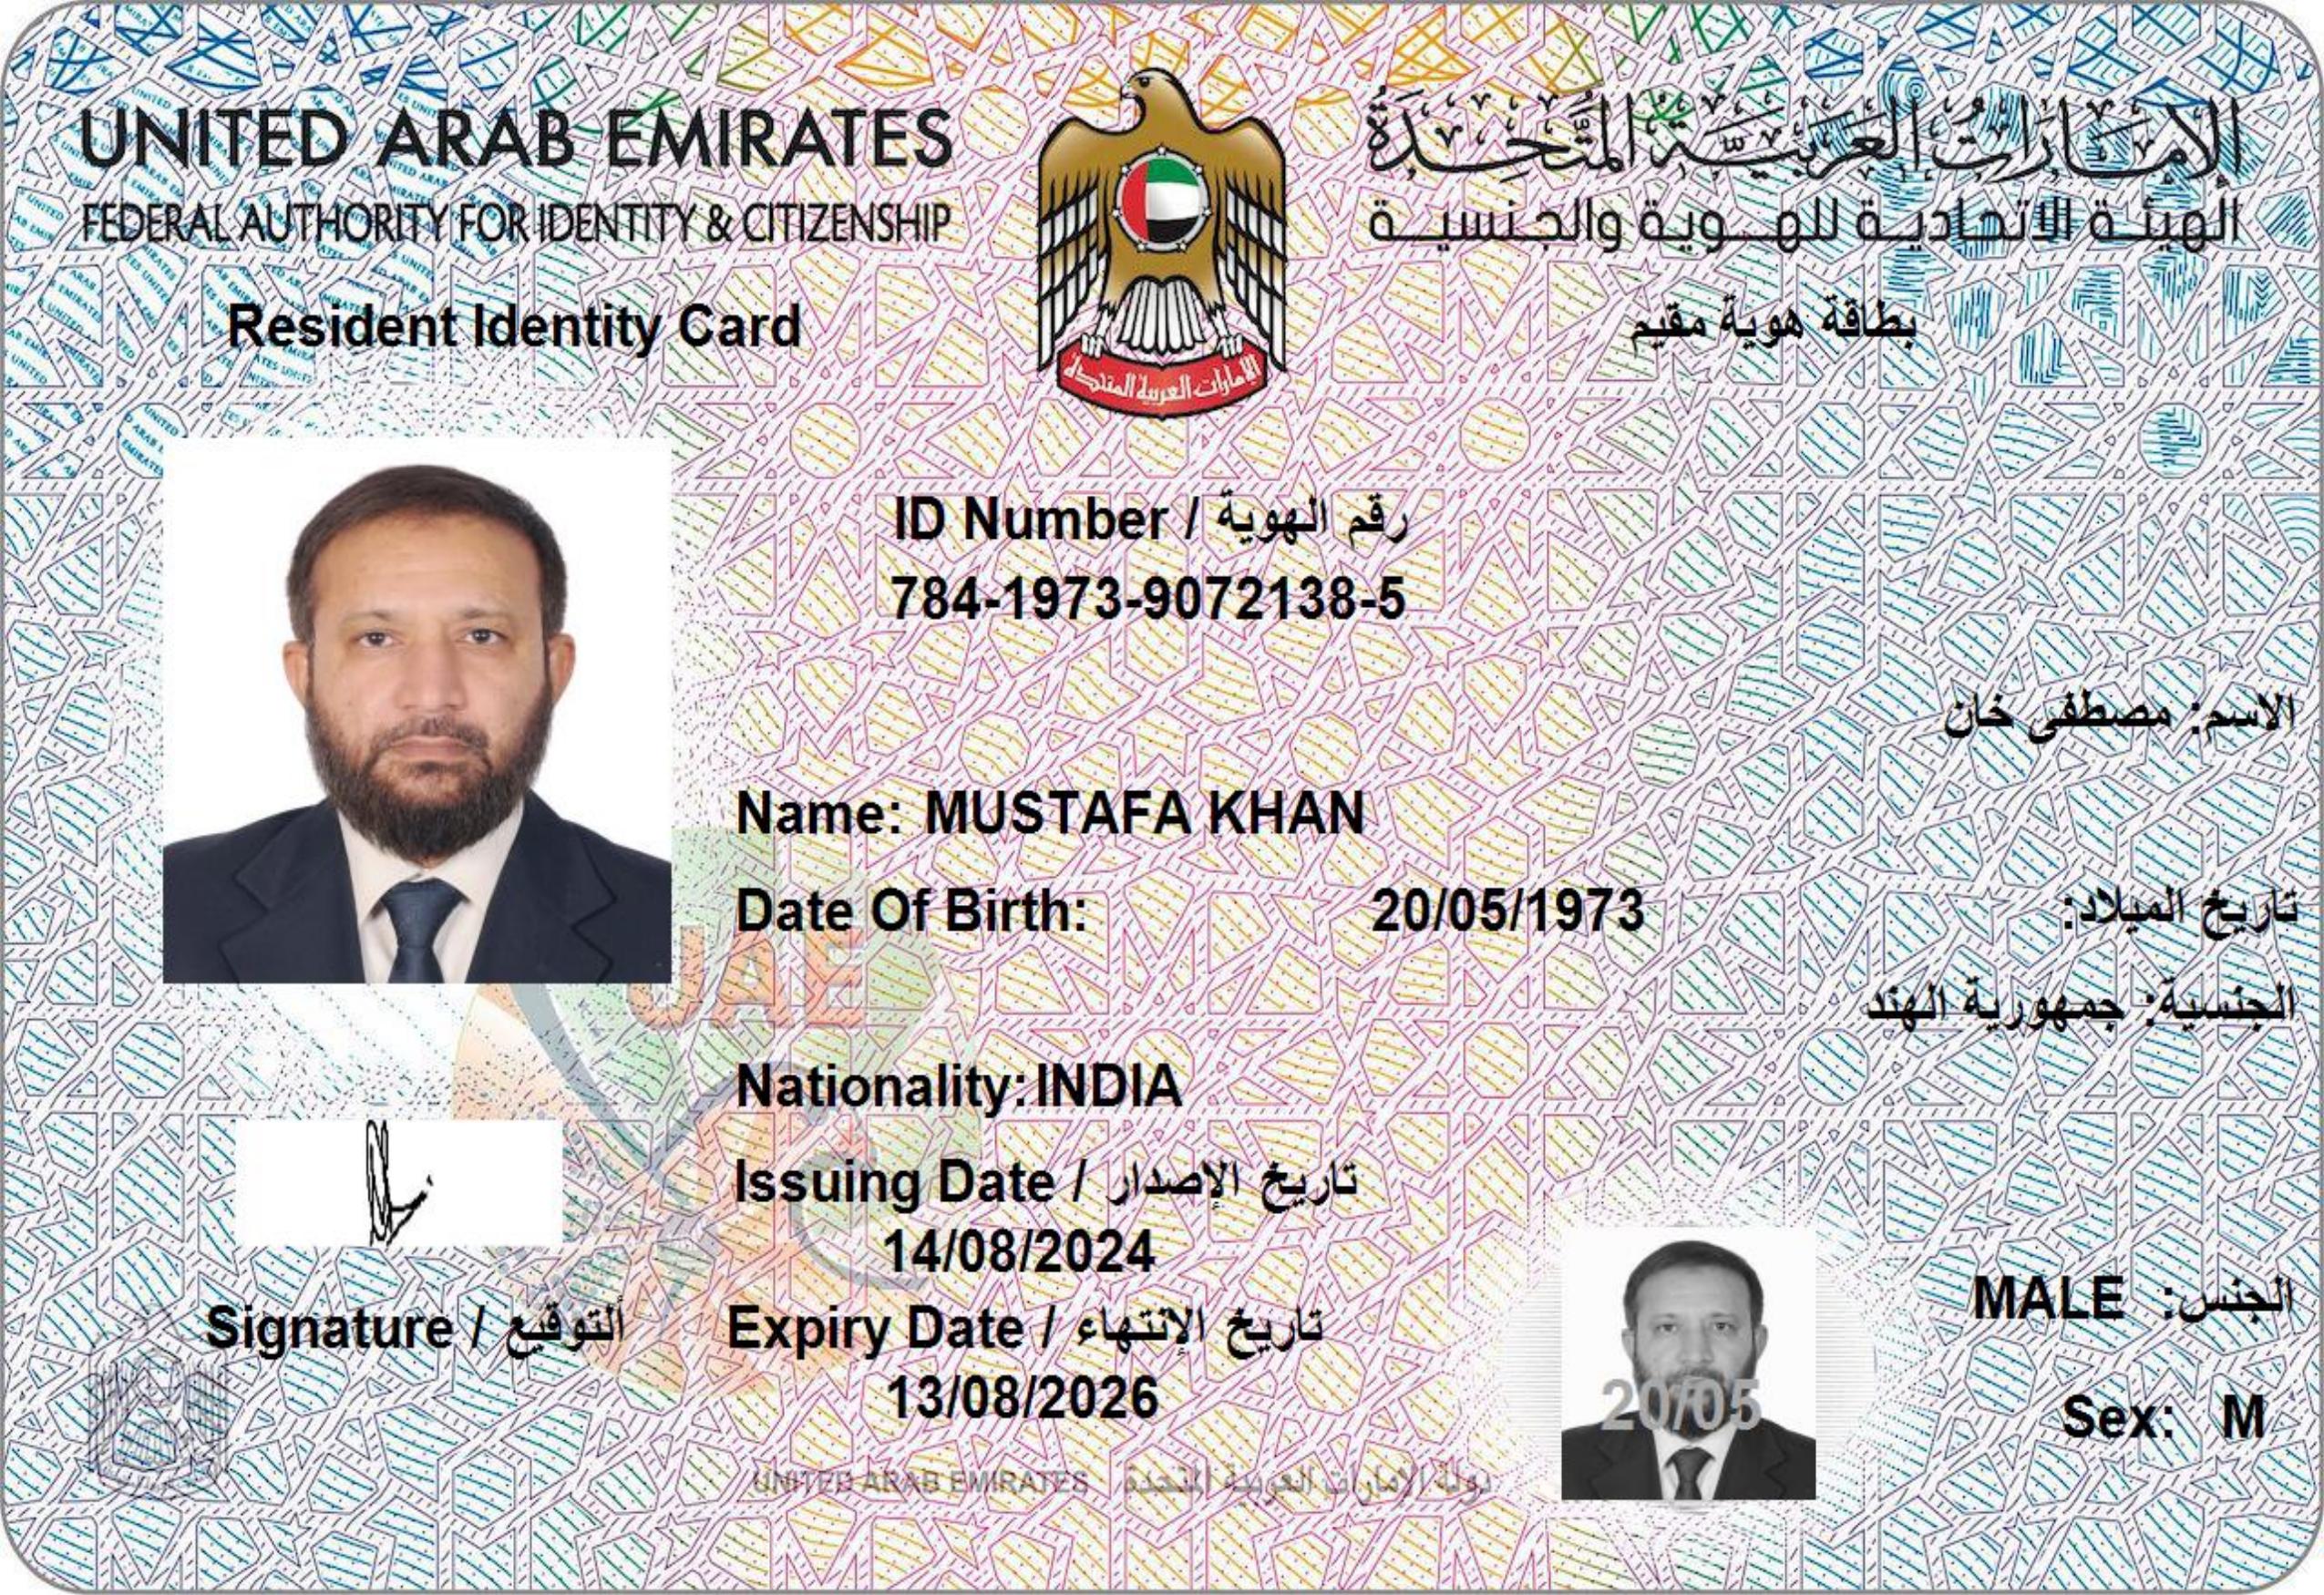 UNITED ARAB EMIRATES
الإمارات العربية المتحدة
FEDERAL AUTHORITY FOR IDENTITY & CITIZENSHIP
الهيئة الاتحادية للهوية والجنسية
Resident Identity Card
بطاقة هوية مقيم
الإمارات العربية المتحدة
ID Number / رقم الهوية
784-1973-9072138-5
الاسم: مصطفى خان
Name: MUSTAFA KHAN
Date Of Birth: 20/05/1973 تاريخ الميلاد:
الجنسية: جمهورية الهند
UAE
Nationality: INDIA
Issuing Date / تاريخ الإصدار
14/08/2024
Signature / ألتوقيع
Expiry Date / تاريخ الإنتهاء
13/08/2026
الجنس: MALE
20/05
Sex: M
UNITED ARAB EMIRATES دولة الإمارات العربية المتحدة